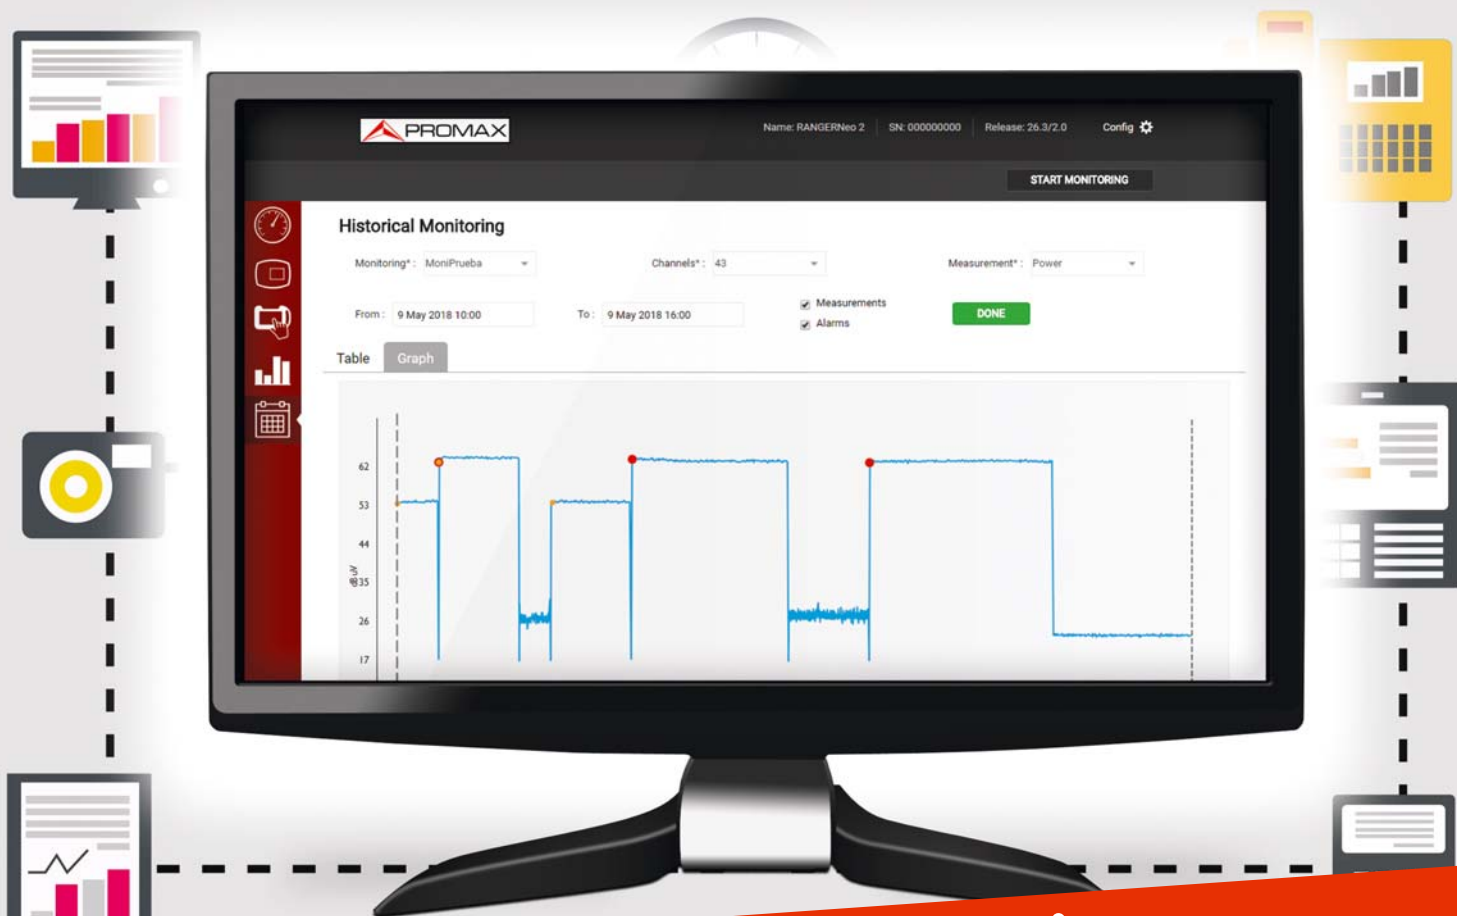 PROMAX
Name: RANGERNeo 2 SN: 000000000 Release: 26.3/2.0 Config
START MONITORING
Historical Monitoring
Monitoring* : MoniPrueba Channels* : 43 Measurement* : Power
From : 9 May 2018 10:00 To : 9 May 2018 16:00 Measurements DONE
Alarms
Table Graph
62
53
44
dBuV
35
26
17